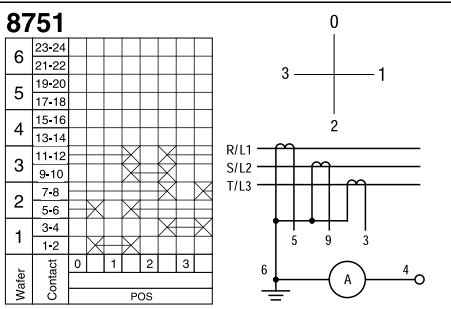 8751
6 23-24
21-22
5 19-20
17-18
4 15-16
13-14
3 11-12
9-10
2 7-8
5-6
1 3-4
1-2
Wafer Contact 0 1 2 3
POS
0
3 1
2
R/L1
S/L2
T/L3
5 9 3
6 A 4